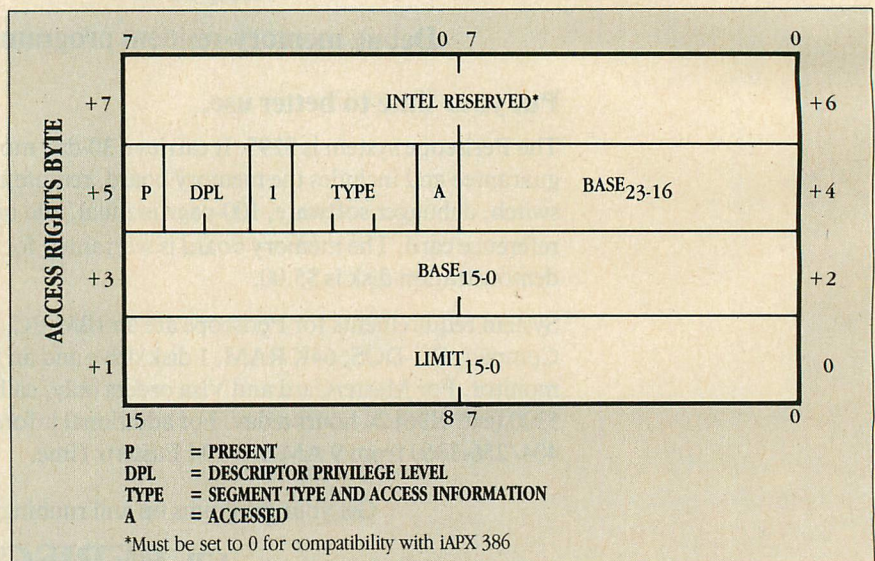 7 0 7 0
+7 INTEL RESERVED* +6
ACCESS RIGHTS BYTE
+5 P DPL 1 TYPE A BASE23-16 +4
+3 BASE15-0 +2
+1 LIMIT15-0 0
15 8 7 0
P = PRESENT
DPL = DESCRIPTOR PRIVILEGE LEVEL
TYPE = SEGMENT TYPE AND ACCESS INFORMATION
A = ACCESSED
*Must be set to 0 for compatibility with iAPX 386